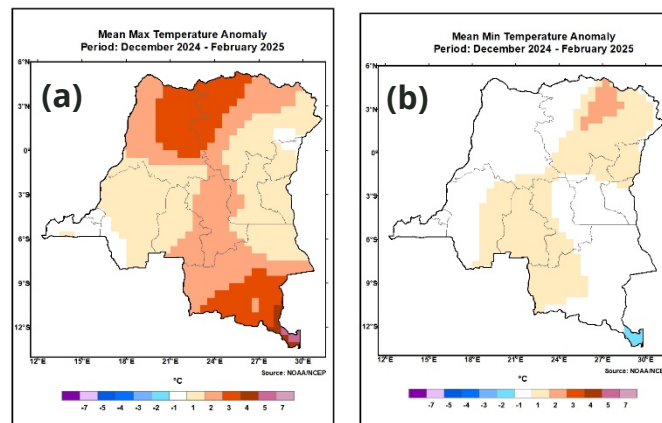 Mean Max Temperature Anomaly
Period: December 2024 - February 2025
(a)
6°N
3°N
0°
3°S
6°S
9°S
12°S
12°E 15°E 18°E 21°E 24°E 27°E 30°E
Source: NOAA/NCEP
°C
-7 -5 -4 -3 -2 -1 1 2 3 4 5 7
Mean Min Temperature Anomaly
Period: December 2024 - February 2025
(b)
6°N
3°N
0°
3°S
6°S
9°S
12°S
12°E 15°E 18°E 21°E 24°E 27°E 30°E
Source: NOAA/NCEP
°C
-7 -5 -4 -3 -2 -1 1 2 3 4 5 7